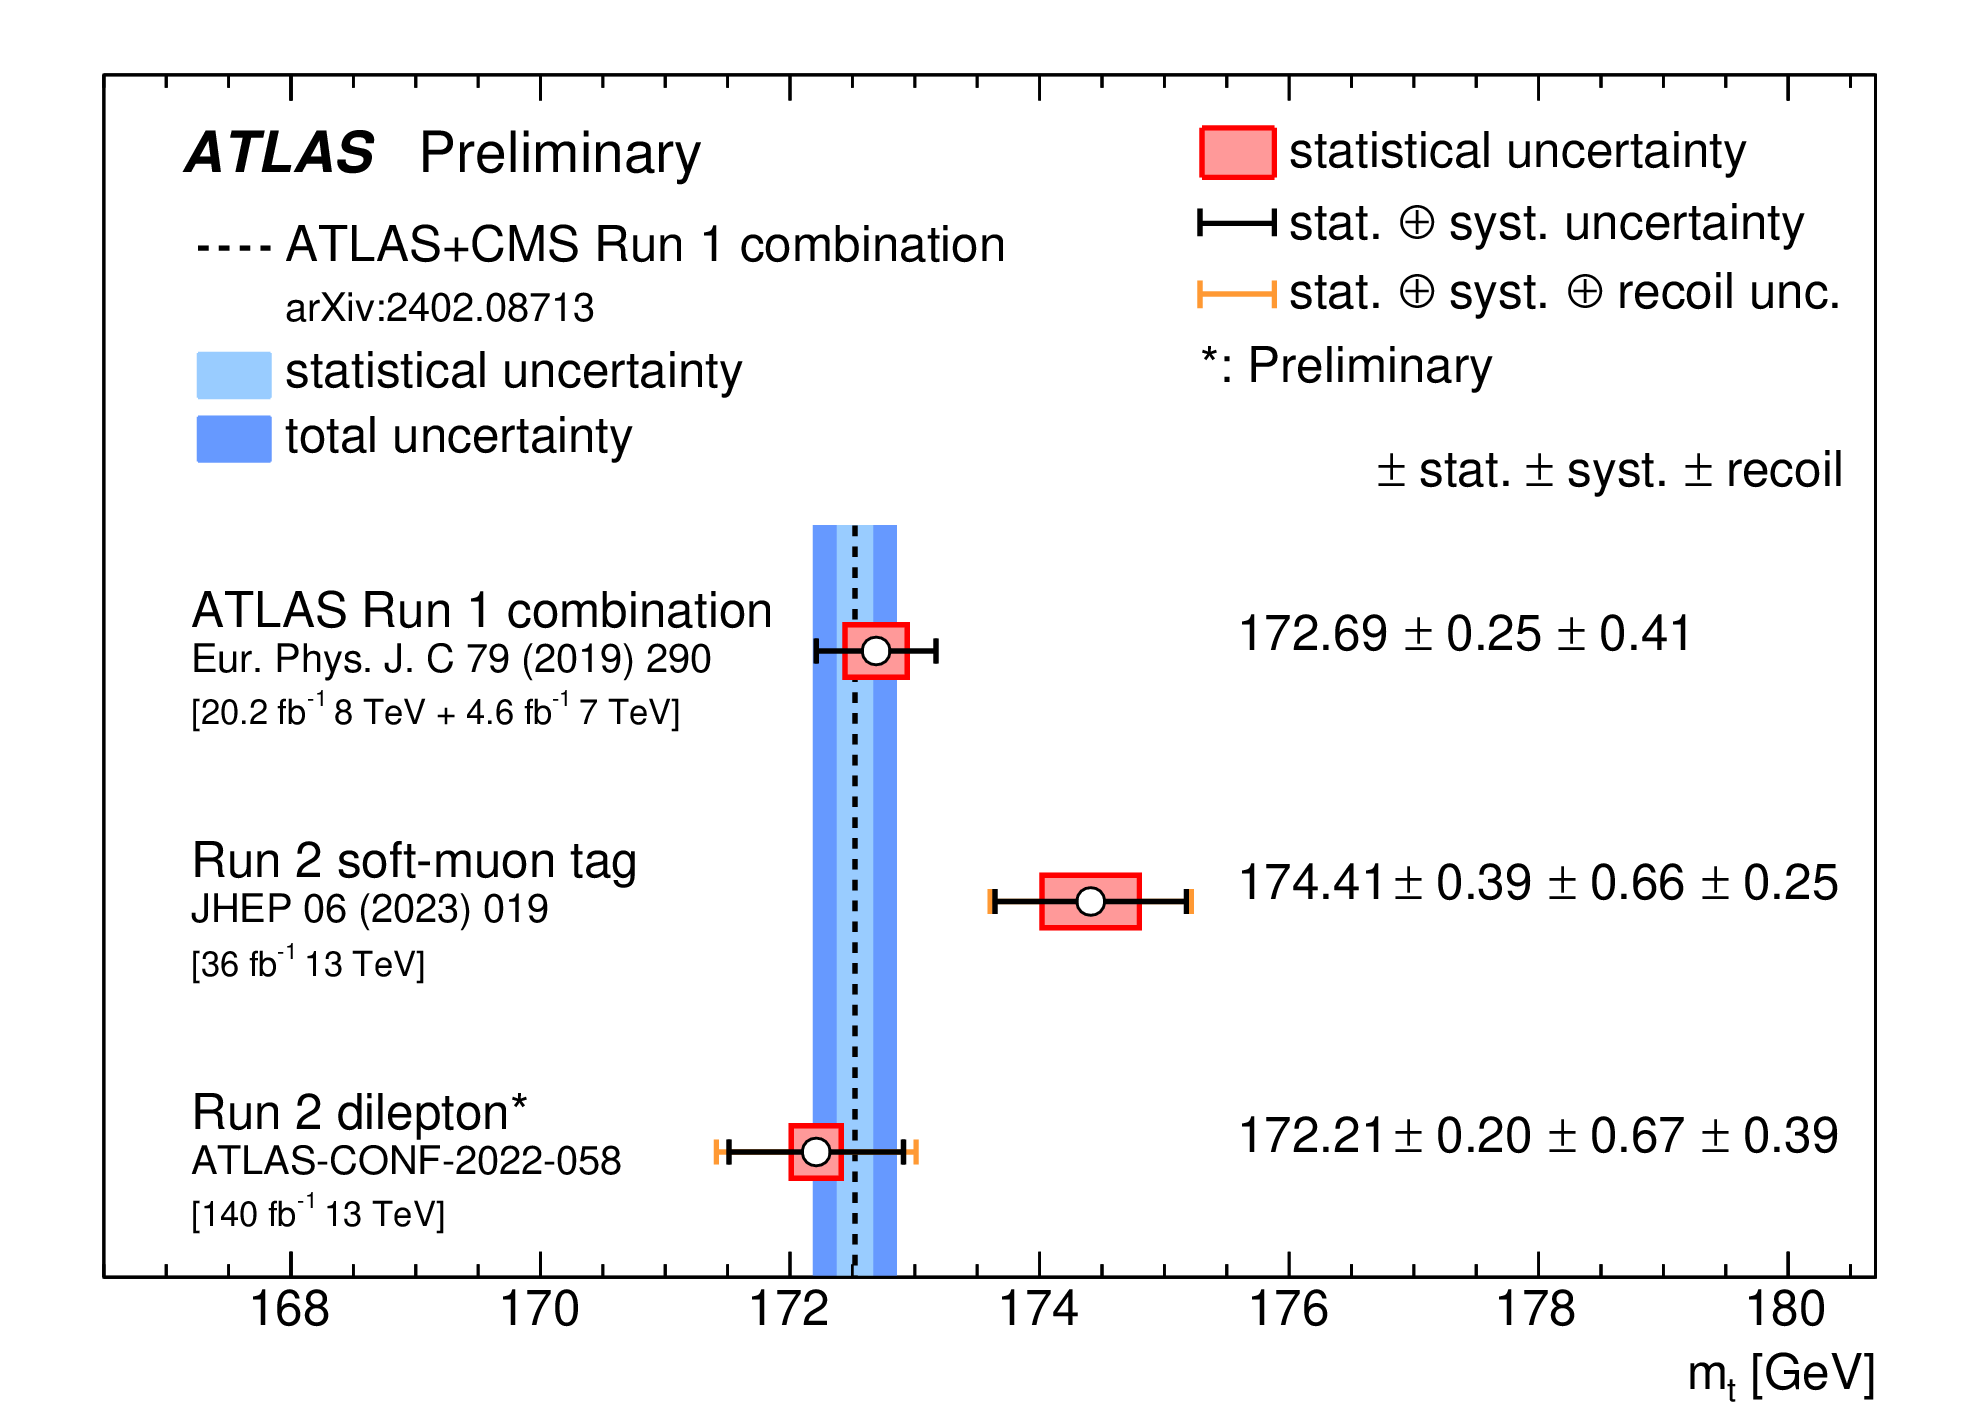 ATLAS Preliminary
ATLAS+CMS Run 1 combination
arXiv:2402.08713
statistical uncertainty
total uncertainty
statistical uncertainty
stat. ⊕ syst. uncertainty
stat. ⊕ syst. ⊕ recoil unc.
*: Preliminary
± stat. ± syst. ± recoil
ATLAS Run 1 combination
Eur. Phys. J. C 79 (2019) 290
[20.2 fb⁻¹ 8 TeV + 4.6 fb⁻¹ 7 TeV]
172.69 ± 0.25 ± 0.41
Run 2 soft-muon tag
JHEP 06 (2023) 019
[36 fb⁻¹ 13 TeV]
174.41 ± 0.39 ± 0.66 ± 0.25
Run 2 dilepton*
ATLAS-CONF-2022-058
[140 fb⁻¹ 13 TeV]
172.21 ± 0.20 ± 0.67 ± 0.39
168 170 172 174 176 178 180
mₜ [GeV]